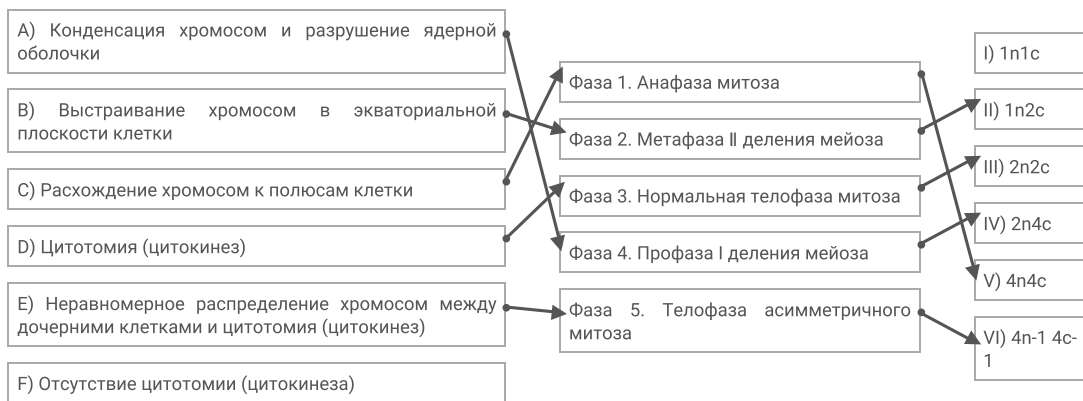 A) Конденсация хромосом и разрушение ядерной
оболочки
B) Выстраивание хромосом в экваториальной
плоскости клетки
C) Расхождение хромосом к полюсам клетки
D) Цитотомия (цитокинез)
E) Неравномерное распределение хромосом между
дочерними клетками и цитотомия (цитокинез)
F) Отсутствие цитотомии (цитокинеза)
Фаза 1. Анафаза митоза
Фаза 2. Метафаза II деления мейоза
Фаза 3. Нормальная телофаза митоза
Фаза 4. Профаза I деления мейоза
Фаза 5. Телофаза асимметричного
митоза
I) 1n1c
II) 1n2c
III) 2n2c
IV) 2n4c
V) 4n4c
VI) 4n-1 4c-
1